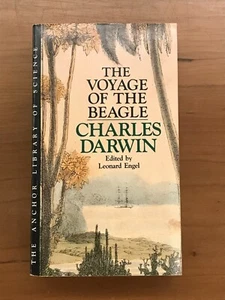 THE ANCHOR LIBRARY OF SCIENCE
THE VOYAGE
OF THE
BEAGLE
CHARLES
DARWIN
Edited by
Leonard Engel